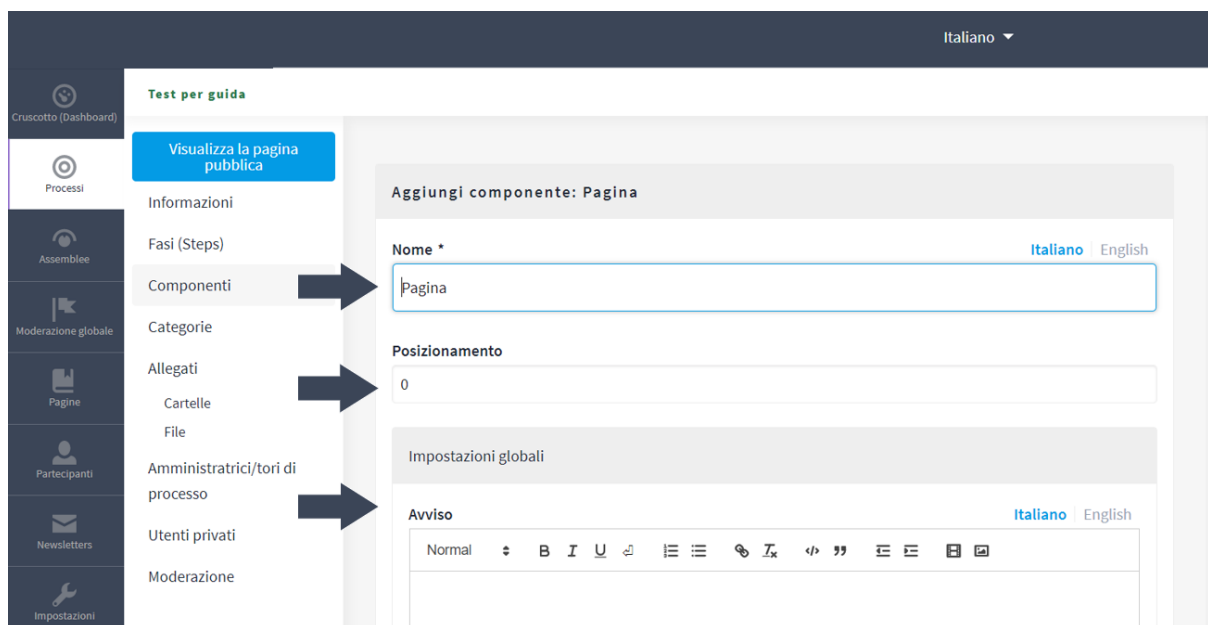 Italiano
Cruscotto (Dashboard)
Processi
Assemblee
Moderazione globale
Pagine
Partecipanti
Newsletters
Impostazioni
Test per guida
Visualizza la pagina
pubblica
Informazioni
Fasi (Steps)
Componenti
Categorie
Allegati
Cartelle
File
Amministratrici/tori di
processo
Utenti privati
Moderazione
Aggiungi componente: Pagina
Nome * Italiano English
Pagina
Posizionamento
0
Impostazioni globali
Avviso Italiano English
Normal